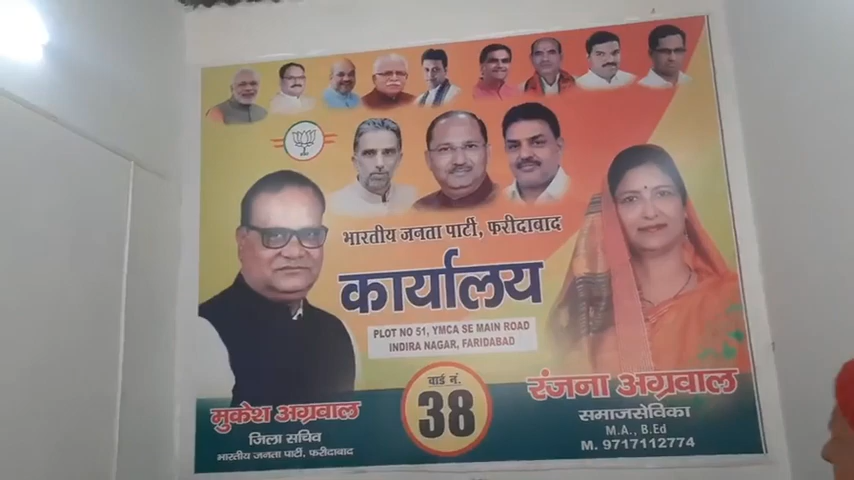 भारतीय जनता पार्टी, फरीदाबाद
कार्यालय
PLOT NO 51, YMCA SE MAIN ROAD
INDIRA NAGAR, FARIDABAD
मुकेश अग्रवाल
जिला सचिव
भारतीय जनता पार्टी, फरीदाबाद
वार्ड नं.
38
रंजना अग्रवाल
समाजसेविका
M.A., B.Ed
M. 9717112774